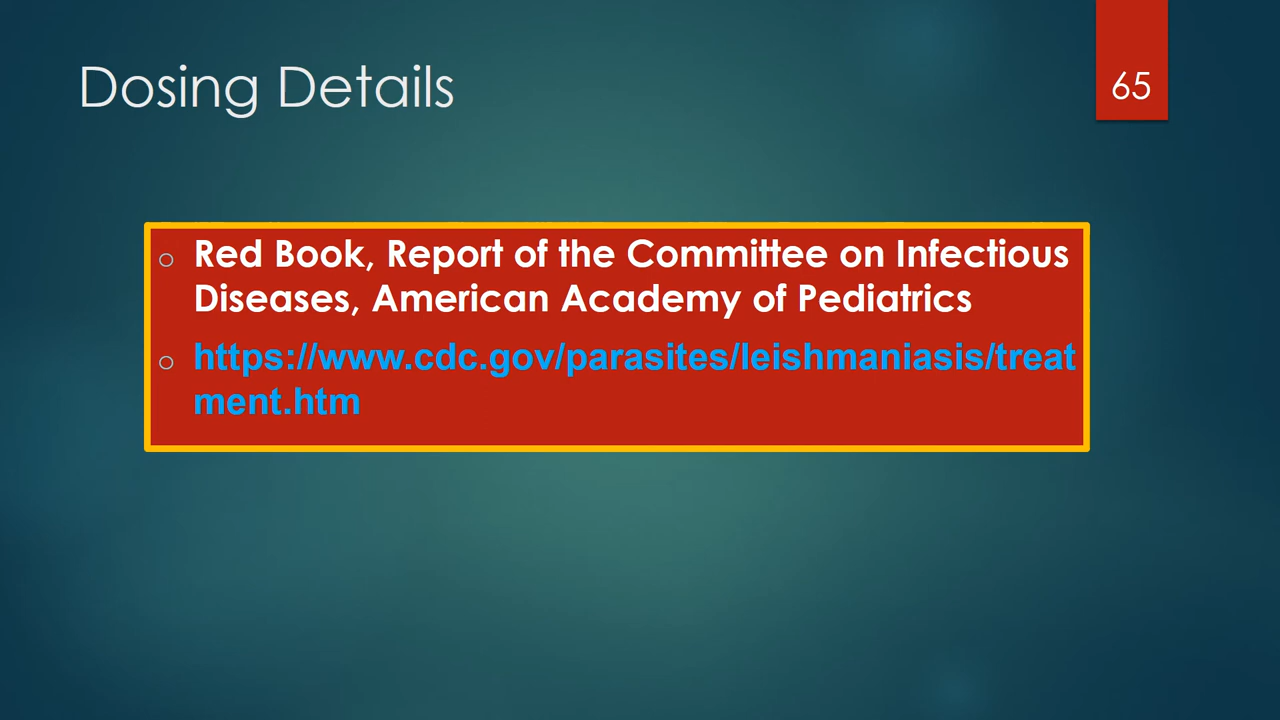 Dosing Details
65
Red Book, Report of the Committee on Infectious
Diseases, American Academy of Pediatrics
https://www.cdc.gov/parasites/leishmaniasis/treat
ment.htm